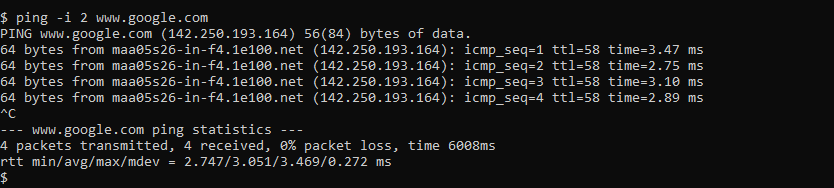 $ ping -i 2 www.google.com
PING www.google.com (142.250.193.164) 56(84) bytes of data.
64 bytes from maa05s26-in-f4.1e100.net (142.250.193.164): icmp_seq=1 ttl=58 time=3.47 ms
64 bytes from maa05s26-in-f4.1e100.net (142.250.193.164): icmp_seq=2 ttl=58 time=2.75 ms
64 bytes from maa05s26-in-f4.1e100.net (142.250.193.164): icmp_seq=3 ttl=58 time=3.10 ms
64 bytes from maa05s26-in-f4.1e100.net (142.250.193.164): icmp_seq=4 ttl=58 time=2.89 ms
^C
--- www.google.com ping statistics ---
4 packets transmitted, 4 received, 0% packet loss, time 6008ms
rtt min/avg/max/mdev = 2.747/3.051/3.469/0.272 ms
$